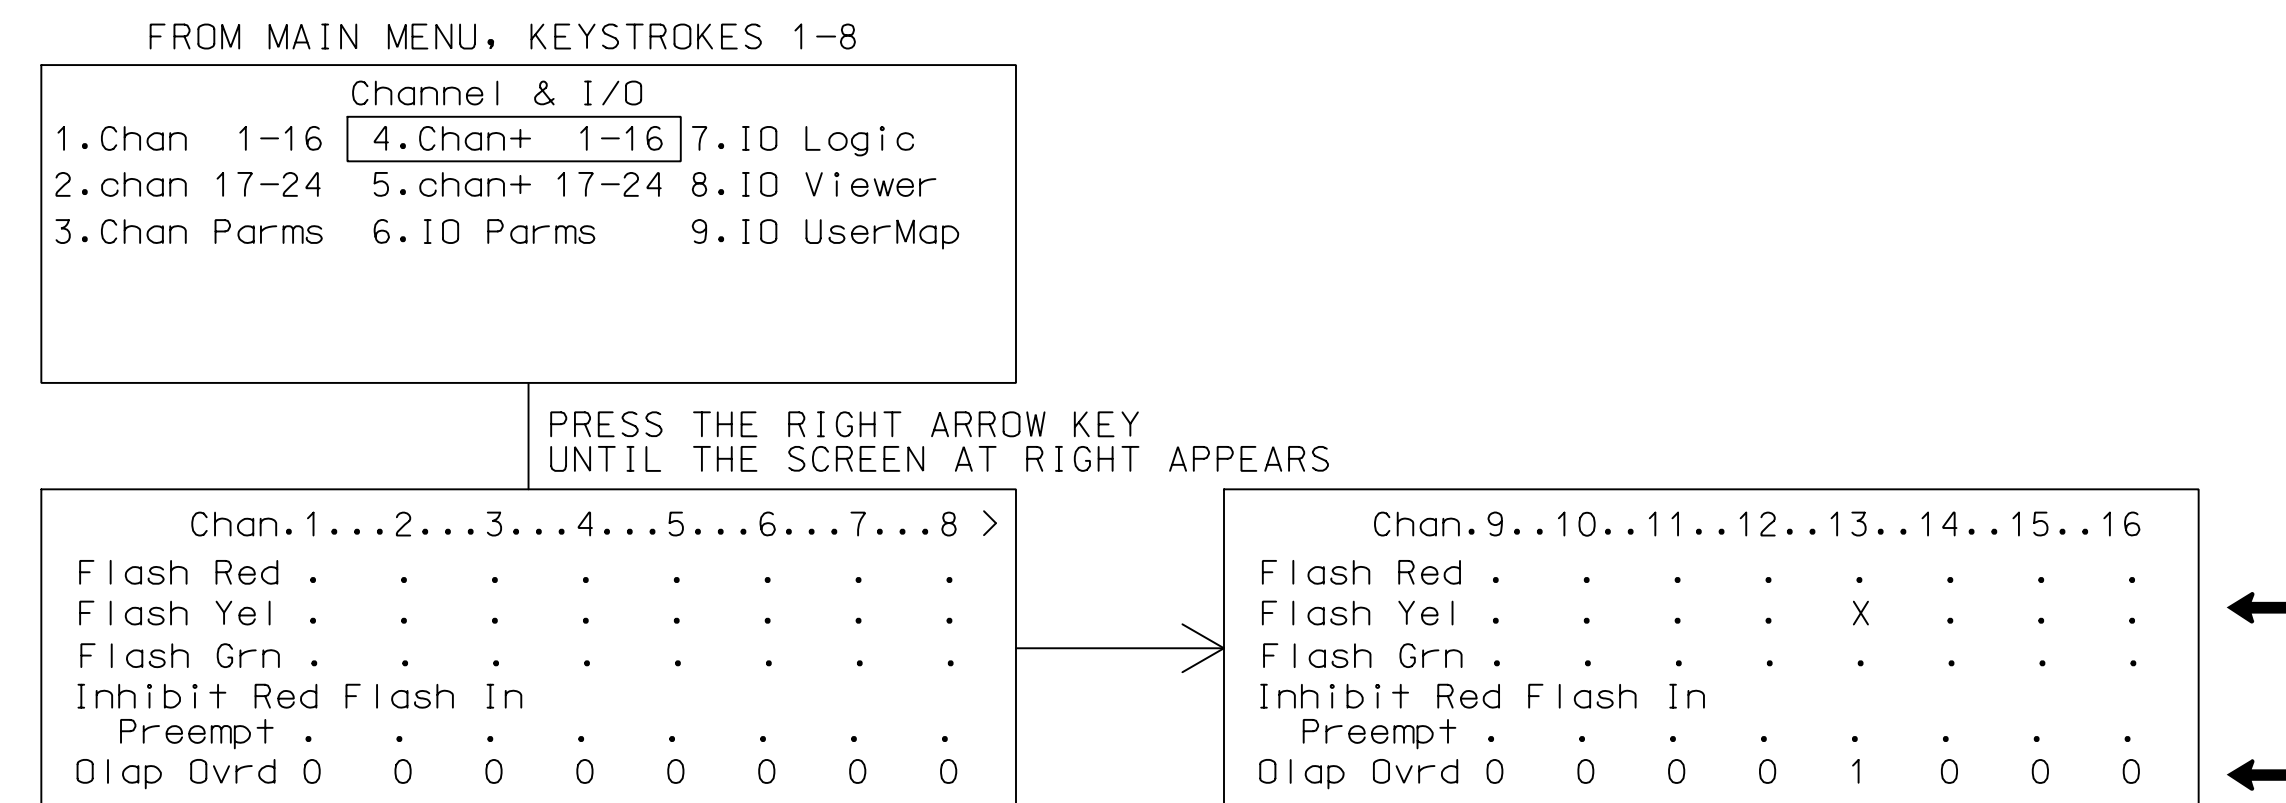 FROM MAIN MENU, KEYSTROKES 1-8
Channel & I/O
1.Chan 1-16 4.Chan+ 1-16 7.IO Logic
2.chan 17-24 5.chan+ 17-24 8.IO Viewer
3.Chan Parms 6.IO Parms 9.IO UserMap
PRESS THE RIGHT ARROW KEY
UNTIL THE SCREEN AT RIGHT APPEARS
Chan.1...2...3...4...5...6...7...8 >
Flash Red . . . . . . . .
Flash Yel . . . . . . . .
Flash Grn . . . . . . . .
Inhibit Red Flash In
Preempt . . . . . . . .
Olap Ovrd 0 0 0 0 0 0 0 0
Chan.9..10..11..12..13..14..15..16
Flash Red . . . . . . . .
Flash Yel . . . . X . . .
Flash Grn . . . . . . . .
Inhibit Red Flash In
Preempt . . . . . . . .
Olap Ovrd 0 0 0 0 1 0 0 0